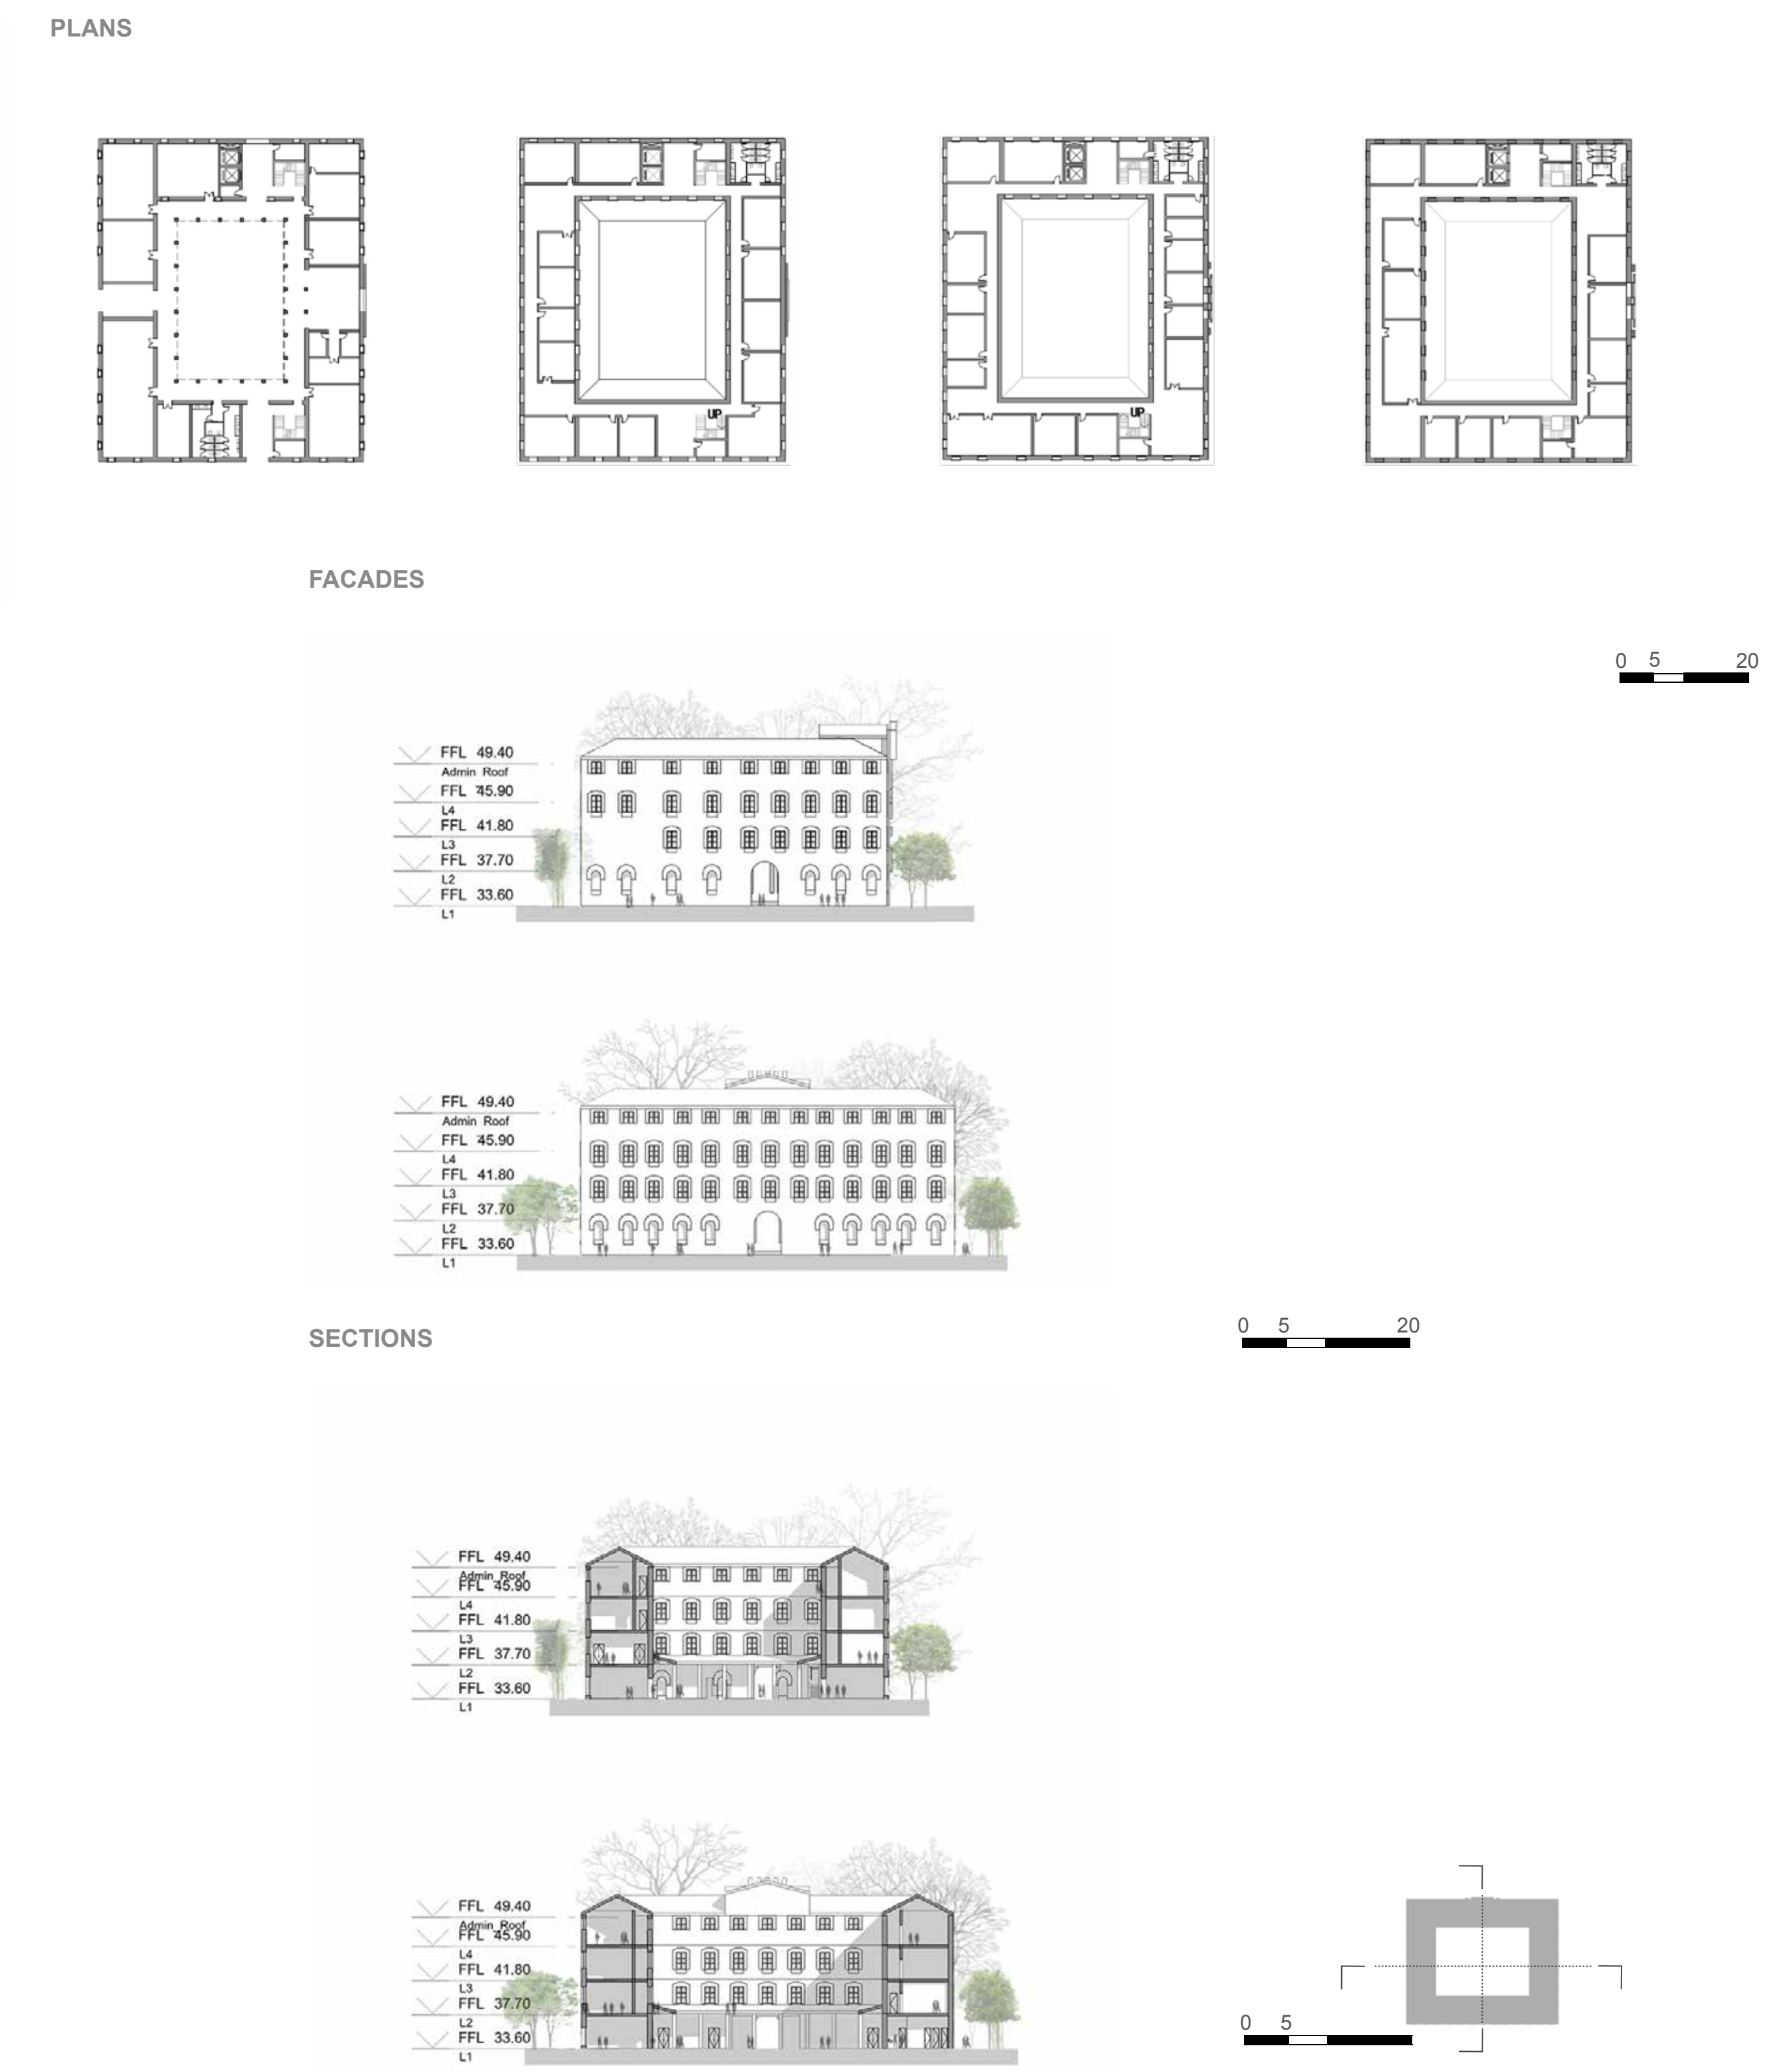 PLANS
UP
UP
FACADES
0 5 20
FFL 49.40
Admin Roof
FFL 45.90
L4
FFL 41.80
L3
FFL 37.70
L2
FFL 33.60
L1
FFL 49.40
Admin Roof
FFL 45.90
L4
FFL 41.80
L3
FFL 37.70
L2
FFL 33.60
L1
SECTIONS
0 5 20
FFL 49.40
Admin Roof
FFL 45.90
L4
FFL 41.80
L3
FFL 37.70
L2
FFL 33.60
L1
FFL 49.40
Admin Roof
FFL 45.90
L4
FFL 41.80
L3
FFL 37.70
L2
FFL 33.60
L1
0 5